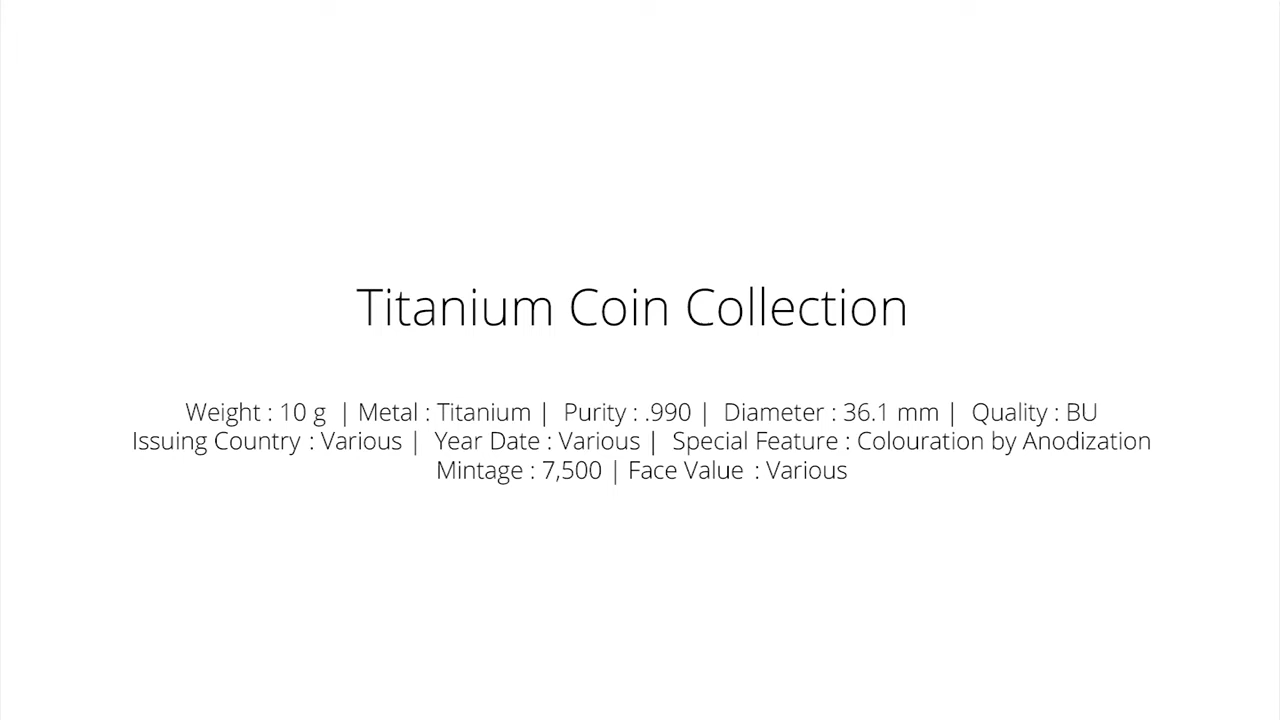 Titanium Coin Collection
Weight : 10 g | Metal : Titanium | Purity : .990 | Diameter : 36.1 mm | Quality : BU
Issuing Country : Various | Year Date : Various | Special Feature : Colouration by Anodization
Mintage : 7,500 | Face Value : Various